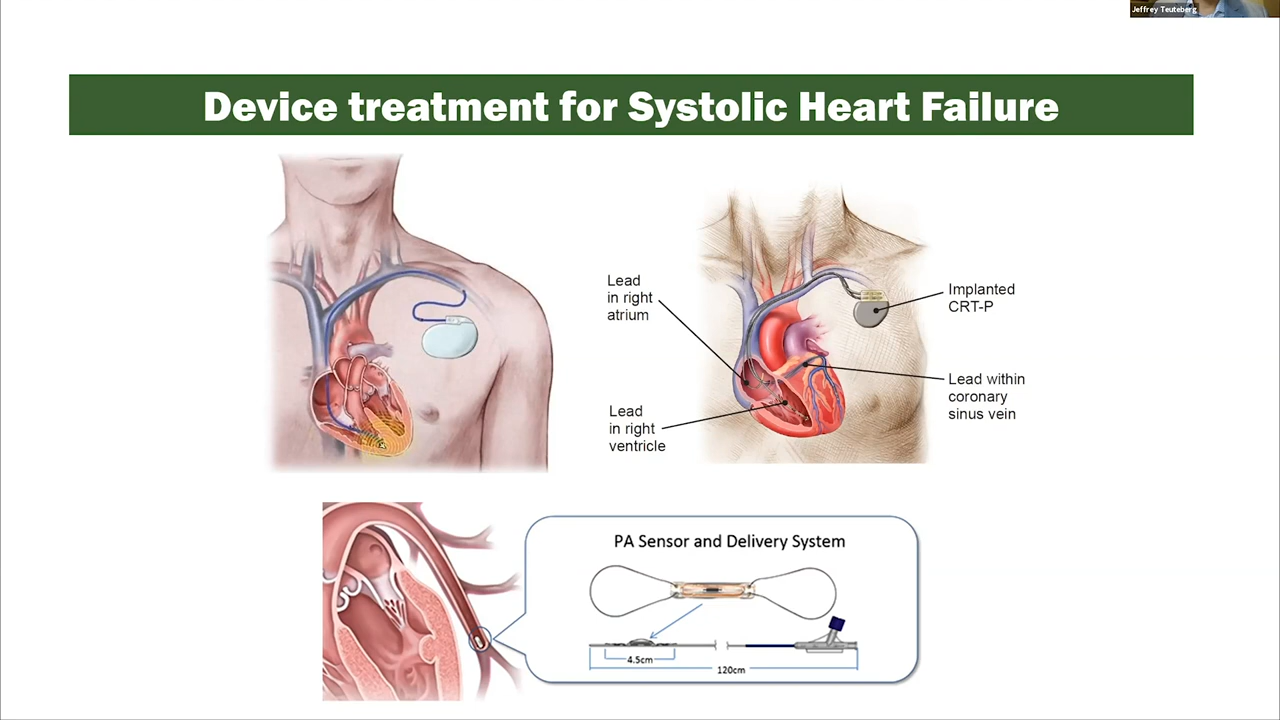 Jeffrey Teuteberg
Device treatment for Systolic Heart Failure
Lead
in right
atrium
Implanted
CRT-P
Lead within
coronary
sinus vein
Lead
in right
ventricle
PA Sensor and Delivery System
4.5cm
120cm